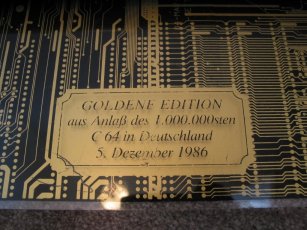 GOLDENE EDITION
aus Anlaß des 1.000.000sten
C 64 in Deutschland
5. Dezember 1986